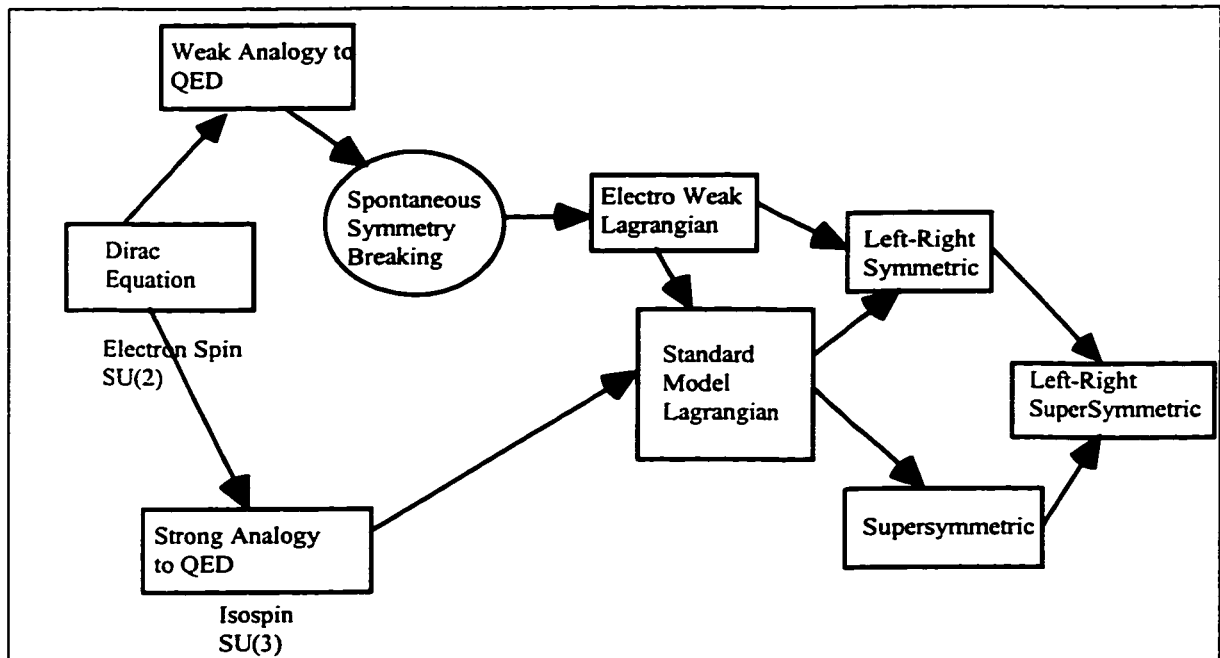 Weak Analogy to
QED
Spontaneous
Symmetry
Breaking
Electro Weak
Lagrangian
Left-Right
Symmetric
Dirac
Equation
Electron Spin
SU(2)
Standard
Model
Lagrangian
Left-Right
SuperSymmetric
Supersymmetric
Strong Analogy
to QED
Isospin
SU(3)